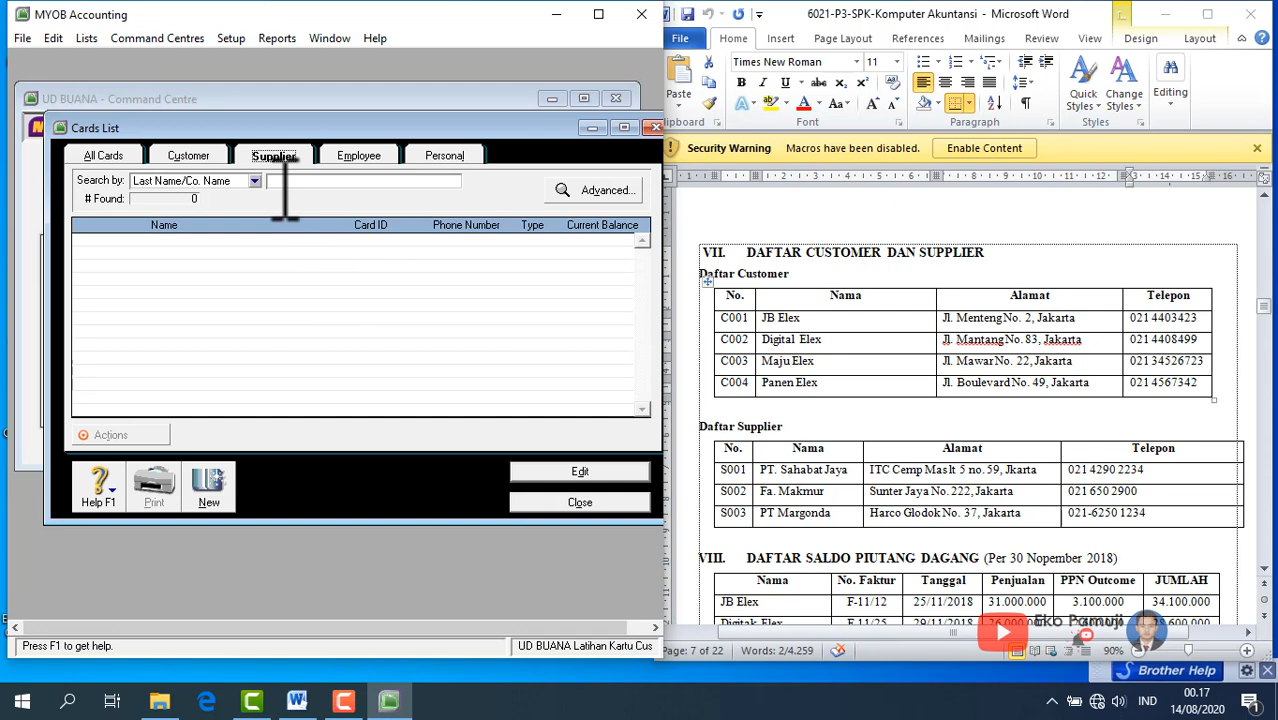 MYOB Accounting
File Edit Lists Command Centres Setup Reports Window Help
UD BUANA - Command Centre
Cards List
All Cards Customer Supplier Employee Personal
Search by: Last Name/Co. Name
Advanced...
# Found: 0
Name Card ID Phone Number Type Current Balance
Actions
Help F1 Print New
Edit
Close
Press F1 to get help. UD BUANA Latihan Kartu Cus
6021-P3-SPK-Komputer Akuntansi - Microsoft Word
File Home Insert Page Layout References Mailings Review View Design Layout
Paste Times New Roman 11
B I U abc x₂ x²
A Aa A A
Quick Styles Change Styles Editing
Font Paragraph Styles
Security Warning Macros have been disabled. Enable Content
VII. DAFTAR CUSTOMER DAN SUPPLIER
Daftar Customer
No. Nama Alamat Telepon
C001 JB Elex Jl. Menteng No. 2, Jakarta 021 4403423
C002 Digital Elex Jl. Mantang No. 83, Jakarta 021 4408499
C003 Maju Elex Jl. Mawar No. 22, Jakarta 021 34526723
C004 Panen Elex Jl. Boulevard No. 49, Jakarta 021 4567342
Daftar Supplier
No. Nama Alamat Telepon
S001 PT. Sahabat Jaya ITC Cemp Mas lt 5 no. 59, Jkarta 021 4290 2234
S002 Fa. Makmur Sunter Jaya No. 222, Jakarta 021 650 2900
S003 PT Margonda Harco Glodok No. 37, Jakarta 021-6250 1234
VIII. DAFTAR SALDO PIUTANG DAGANG (Per 30 Nopember 2018)
Nama No. Faktur Tanggal Penjualan PPN Outcome JUMLAH
JB Elex F-11/12 25/11/2018 31.000.000 3.100.000 34.100.000
Eko Pamuji
Page: 7 of 22 Words: 2/4.259 90%
Brother Help
IND 00.17
14/08/2020